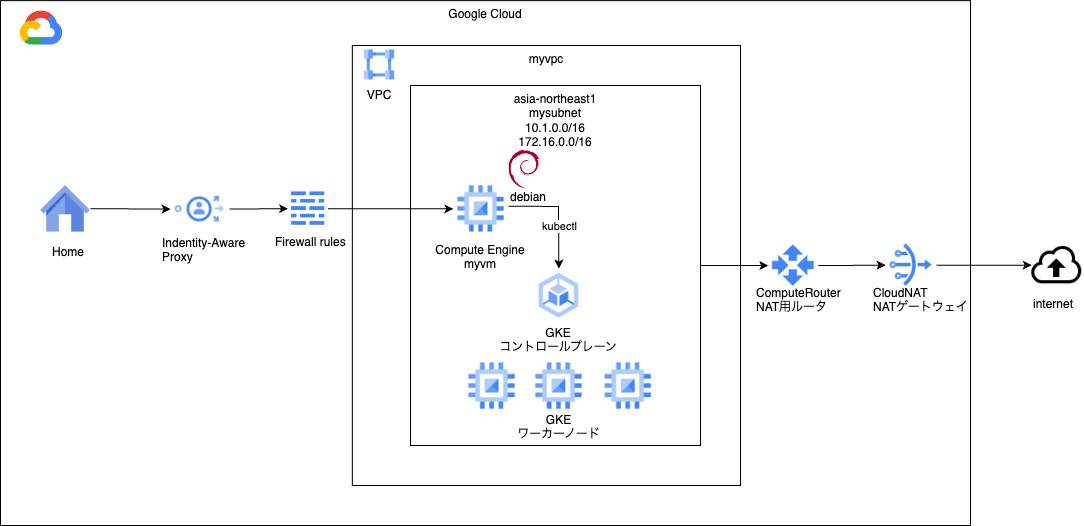 Google Cloud
myvpc
VPC
asia-northeast1
mysubnet
10.1.0.0/16
172.16.0.0/16
debian
kubectl
Home
Indentity-Aware
Proxy
Firewall rules
Compute Engine
myvm
GKE
コントロールプレーン
GKE
ワーカーノード
ComputeRouter
NAT用ルータ
CloudNAT
NATゲートウェイ
internet